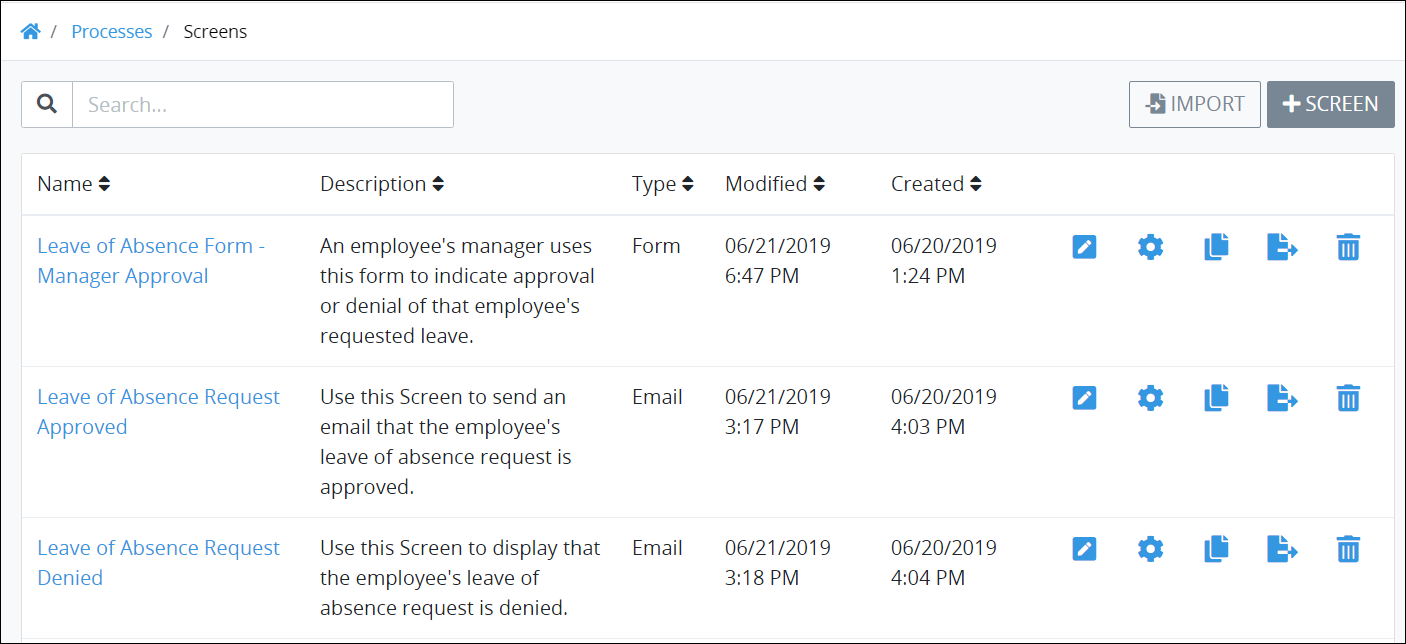 / Processes / Screens
Search...
IMPORT
SCREEN
Name Description Type Modified Created
Leave of Absence Form - An employee's manager uses Form 06/21/2019 06/20/2019
Manager Approval this form to indicate approval 6:47 PM 1:24 PM
or denial of that employee's
requested leave.
Leave of Absence Request Use this Screen to send an Email 06/21/2019 06/20/2019
Approved email that the employee's 3:17 PM 4:03 PM
leave of absence request is
approved.
Leave of Absence Request Use this Screen to display that Email 06/21/2019 06/20/2019
Denied the employee's leave of 3:18 PM 4:04 PM
absence request is denied.